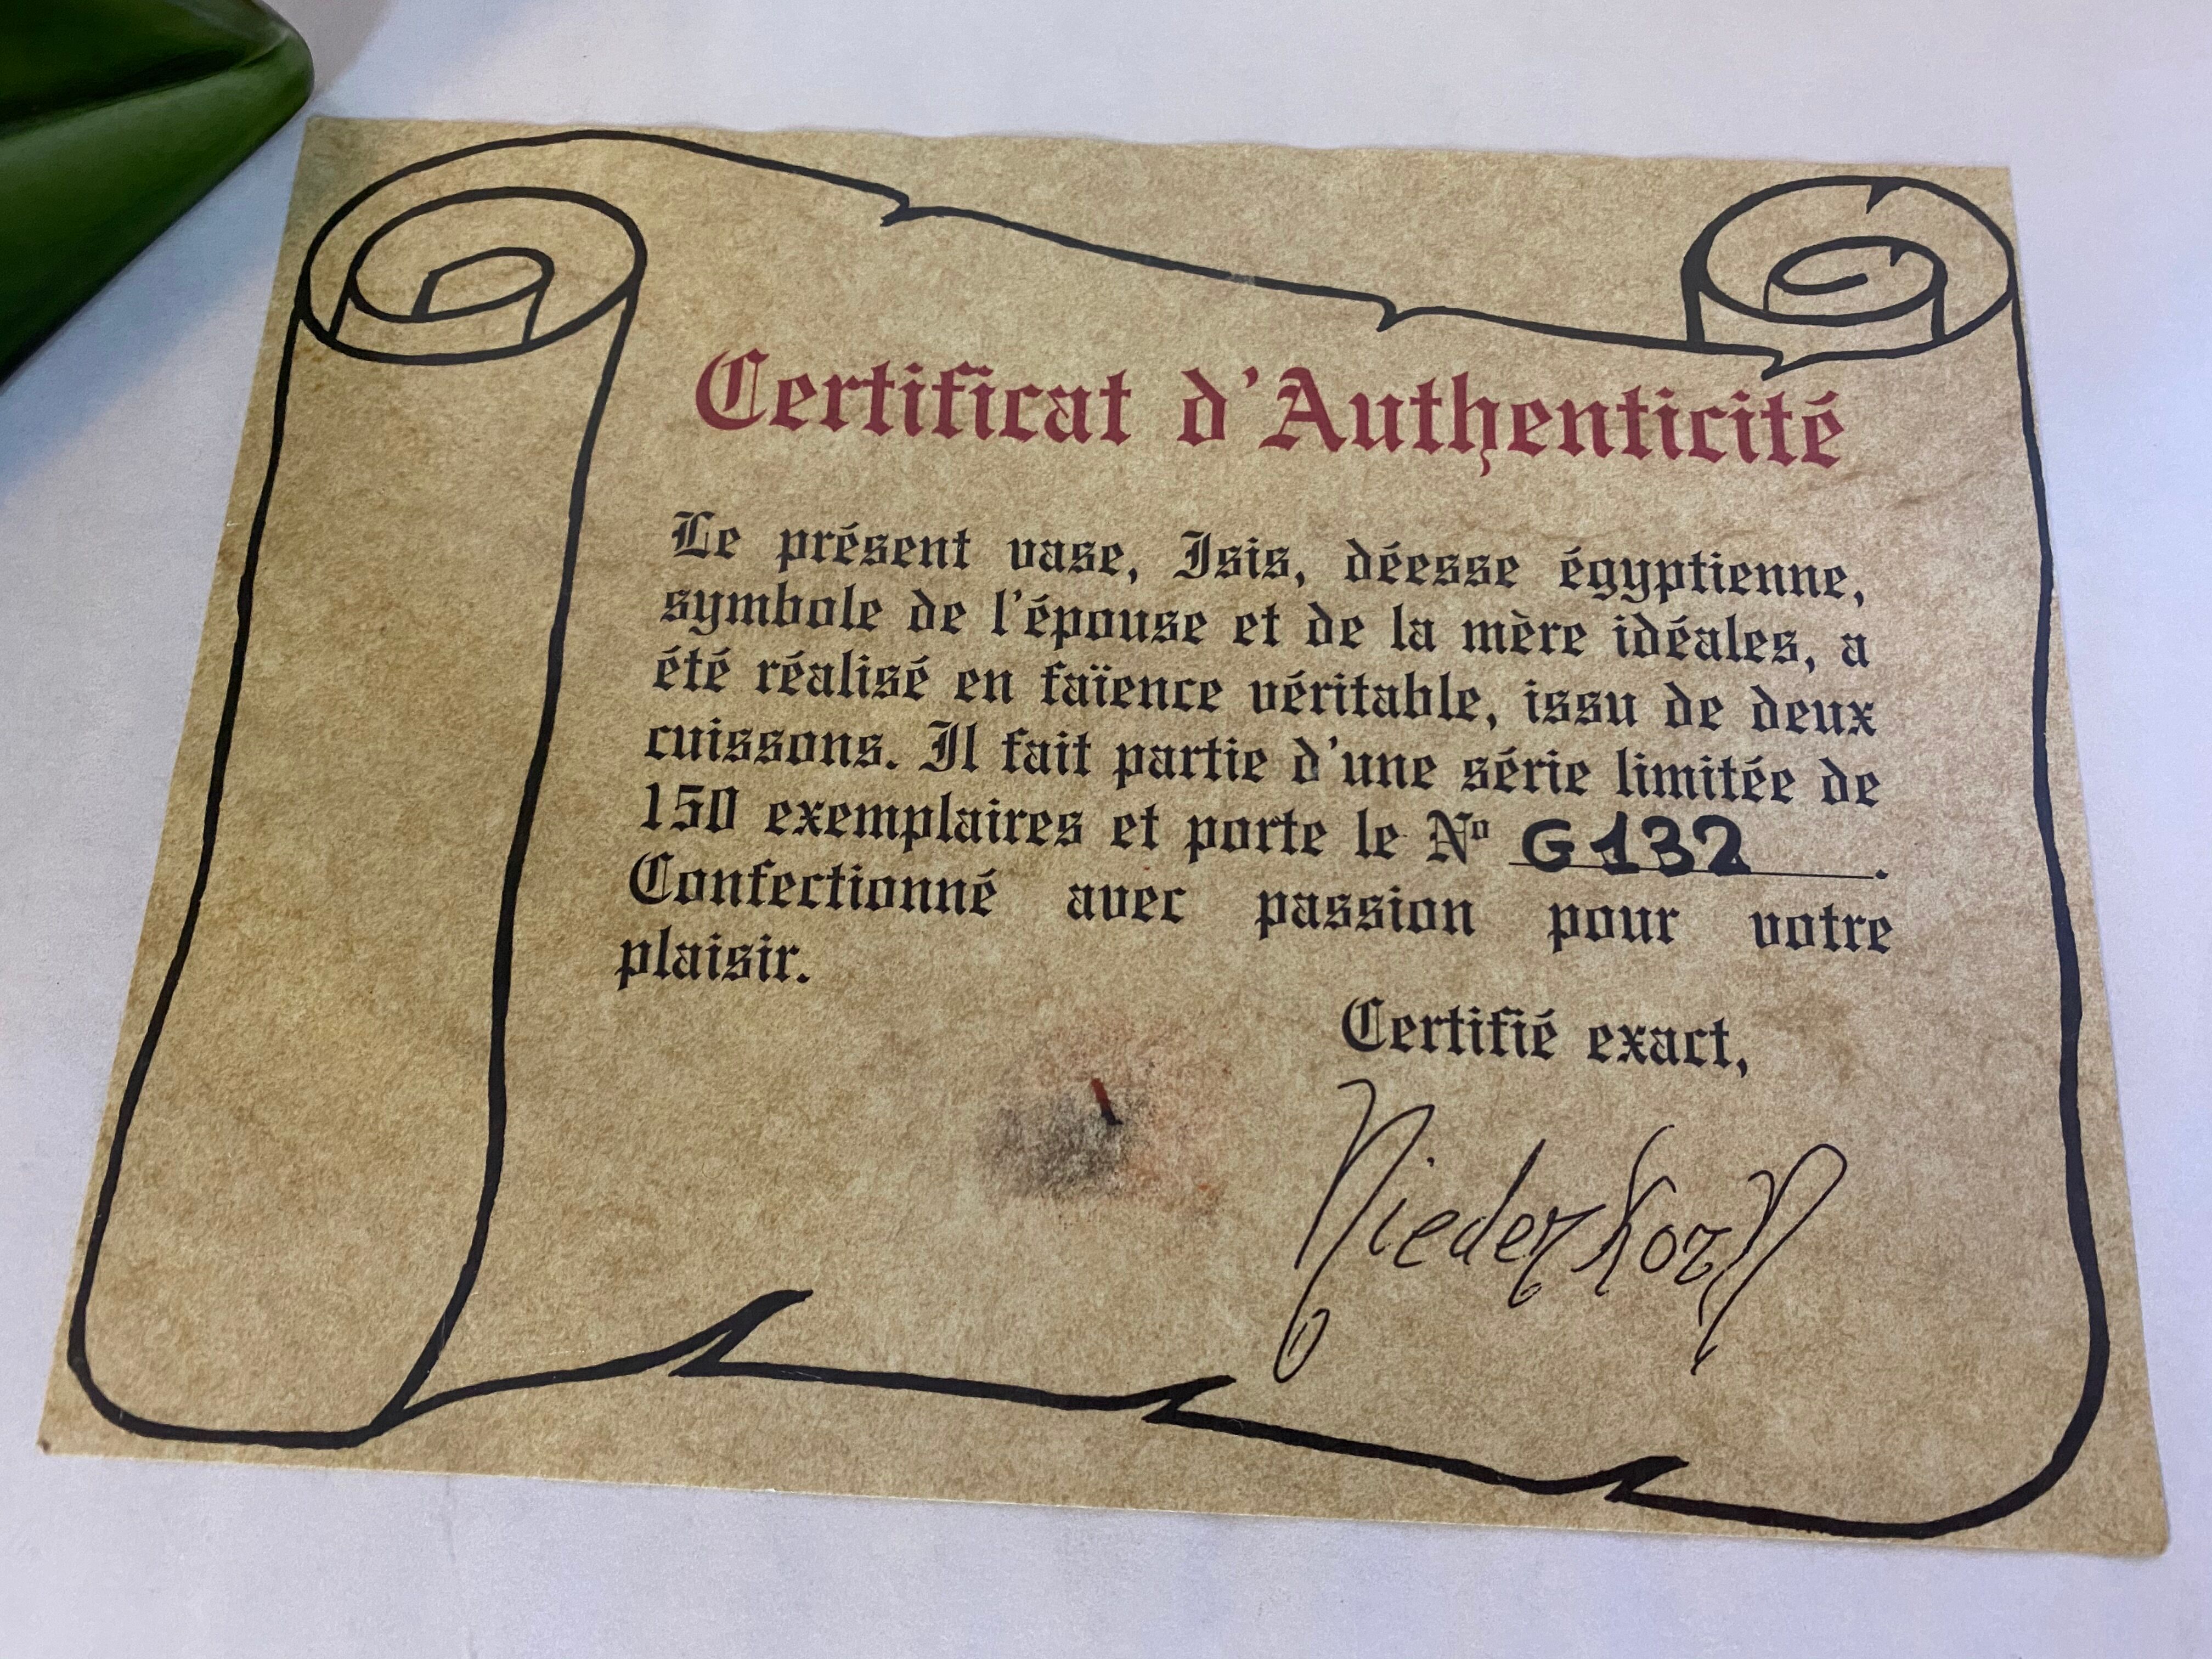 Certificat d'Authenticité
Le présent vase, Isis, déesse égyptienne,
symbole de l'épouse et de la mère idéales, a
été réalisé en faïence véritable, issu de deux
cuissons. Il fait partie d'une série limitée de
150 exemplaires et porte le Nº G132.
Confectionné avec passion pour votre
plaisir.
Certifié exact,
Niederkorn